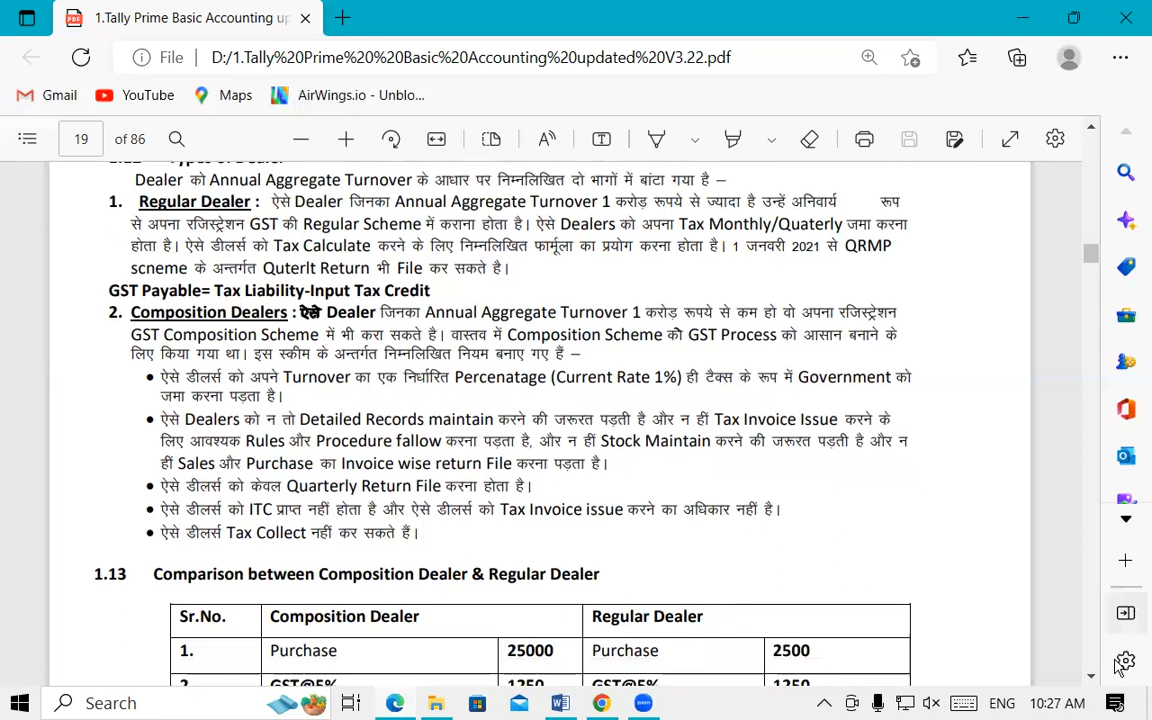 1.Tally Prime Basic Accounting up
File D:/1.Tally%20Prime%20%20Basic%20Accounting%20updated%20V3.22.pdf
Gmail YouTube Maps AirWings.io - Unblo...
19 of 86
Dealer को Annual Aggregate Turnover के आधार पर निम्नलिखित दो भागों में बांटा गया है –
1. Regular Dealer : ऐसे Dealer जिनका Annual Aggregate Turnover 1 करोड़ रूपये से ज्यादा है उन्हें अनिवार्य रूप
से अपना रजिस्ट्रेशन GST की Regular Scheme में कराना होता है। ऐसे Dealers को अपना Tax Monthly/Quaterly जमा करना
होता है। ऐसे डीलर्स को Tax Calculate करने के लिए निम्नलिखित फार्मूला का प्रयोग करना होता है। 1 जनवरी 2021 से QRMP
scneme के अन्तर्गत Quterlt Return भी File कर सकते है।
GST Payable= Tax Liability-Input Tax Credit
2. Composition Dealers : ऐसे Dealer जिनका Annual Aggregate Turnover 1 करोड़ रूपये से कम हो वो अपना रजिस्ट्रेशन
GST Composition Scheme में भी करा सकते है। वास्तव में Composition Scheme को GST Process को आसान बनाने के
लिए किया गया था। इस स्कीम के अन्तर्गत निम्नलिखित नियम बनाए गए हैं –
• ऐसे डीलर्स को अपने Turnover का एक निर्धारित Percenatage (Current Rate 1%) ही टैक्स के रूप में Government को
जमा करना पड़ता है।
• ऐसे Dealers को न तो Detailed Records maintain करने की जरूरत पड़ती है और न हीं Tax Invoice Issue करने के
लिए आवश्यक Rules और Procedure fallow करना पड़ता है, और न हीं Stock Maintain करने की जरूरत पड़ती है और न
हीं Sales और Purchase का Invoice wise return File करना पड़ता है।
• ऐसे डीलर्स को केवल Quarterly Return File करना होता है।
• ऐसे डीलर्स को ITC प्राप्त नहीं होता है और ऐसे डीलर्स को Tax Invoice issue करने का अधिकार नहीं है।
• ऐसे डीलर्स Tax Collect नहीं कर सकते हैं।
1.13 Comparison between Composition Dealer & Regular Dealer
Sr.No. Composition Dealer Regular Dealer
1. Purchase 25000 Purchase 2500
2. GST@5% 1250 GST@5% 1250
Search ENG 10:27 AM